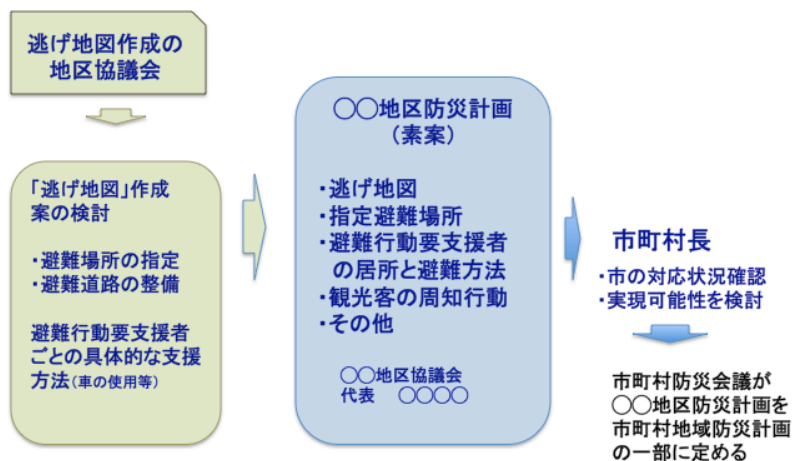 逃げ地図作成の
地区協議会
「逃げ地図」作成
案の検討
・避難場所の指定
・避難道路の整備
避難行動要支援者
ごとの具体的な支援
方法(車の使用等)
〇〇地区防災計画
(素案)
・逃げ地図
・指定避難場所
・避難行動要支援者
の居所と避難方法
・観光客の周知行動
・その他
〇〇地区協議会
代表 〇〇〇〇
市町村長
・市の対応状況確認
・実現可能性を検討
市町村防災会議が
〇〇地区防災計画を
市町村地域防災計画
の一部に定める